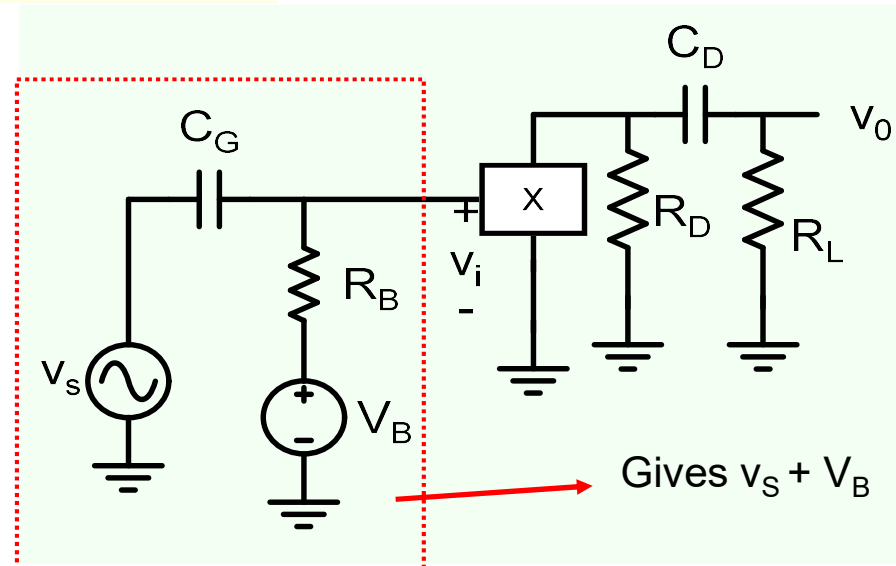 C_D
v_0
C_G
X
+
R_D
R_L
v_i
-
R_B
v_s
+
V_B
-
Gives v_S + V_B